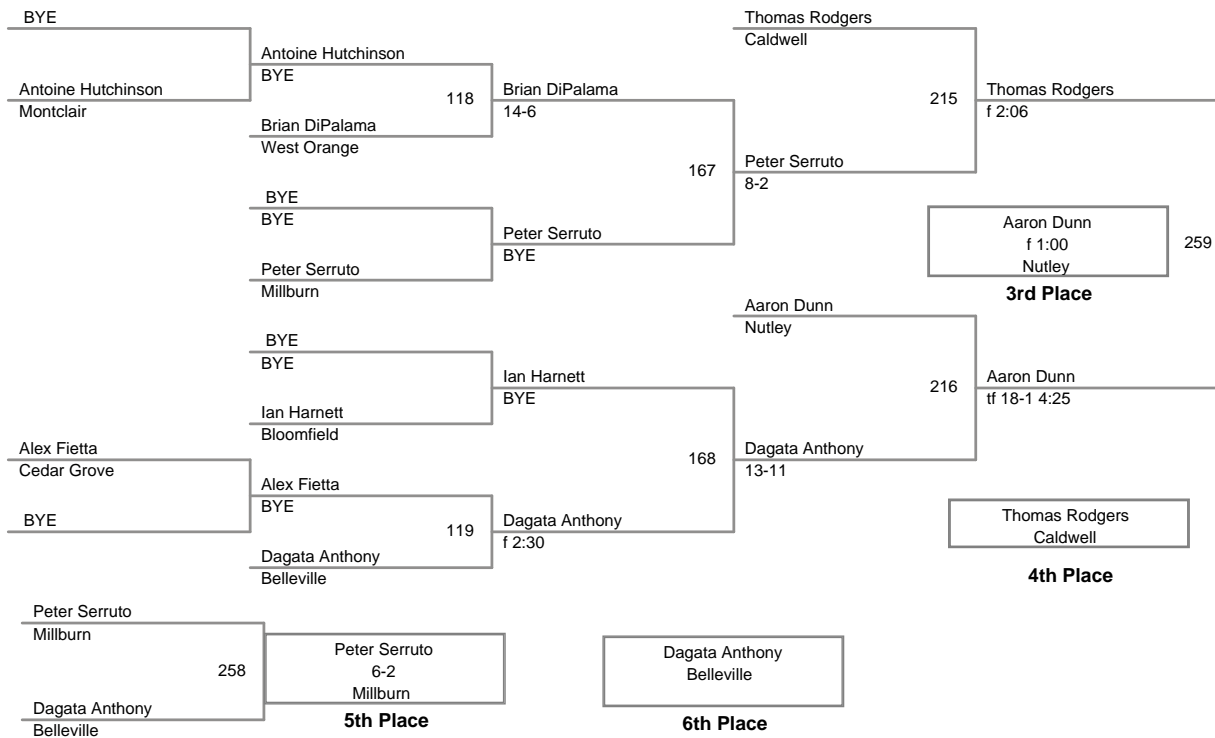 BYE
Antoine Hutchinson
Montclair
Antoine Hutchinson
BYE
118
Brian DiPalama
West Orange
Brian DiPalama
14-6
BYE
BYE
Peter Serruto
Millburn
Peter Serruto
BYE
167
Thomas Rodgers
Caldwell
215
Peter Serruto
8-2
Thomas Rodgers
f 2:06
Aaron Dunn
f 1:00
Nutley
259
3rd Place
BYE
BYE
Ian Harnett
Bloomfield
Ian Harnett
BYE
Alex Fietta
Cedar Grove
BYE
Alex Fietta
BYE
119
Dagata Anthony
Belleville
Dagata Anthony
f 2:30
168
Aaron Dunn
Nutley
216
Dagata Anthony
13-11
Aaron Dunn
tf 18-1 4:25
Thomas Rodgers
Caldwell
4th Place
Peter Serruto
Millburn
258
Dagata Anthony
Belleville
Peter Serruto
6-2
Millburn
5th Place
Dagata Anthony
Belleville
6th Place